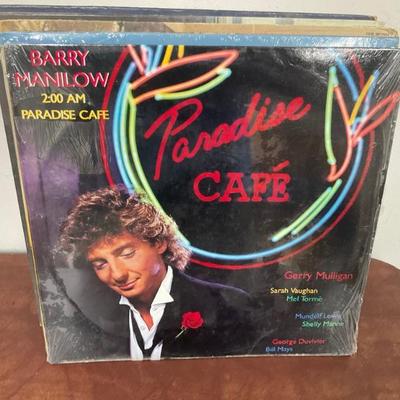 BARRY
MANILOW
2:00 AM
PARADISE CAFE
Paradise
CAFÉ
Gerry Mulligan
Sarah Vaughan
Mel Tormé
Mundell Lowe
Shelly Manne
George Duvivier
Bill Mays